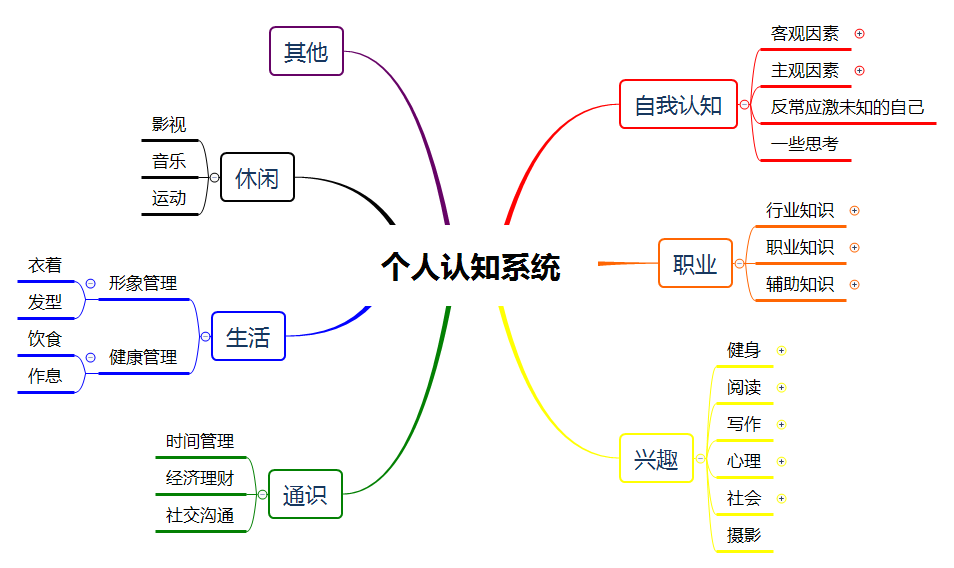 个人认知系统
自我认知
客观因素
主观因素
反常应激未知的自己
一些思考
职业
行业知识
职业知识
辅助知识
兴趣
健身
阅读
写作
心理
社会
摄影
其他
休闲
影视
音乐
运动
生活
形象管理
衣着
发型
健康管理
饮食
作息
通识
时间管理
经济理财
社交沟通